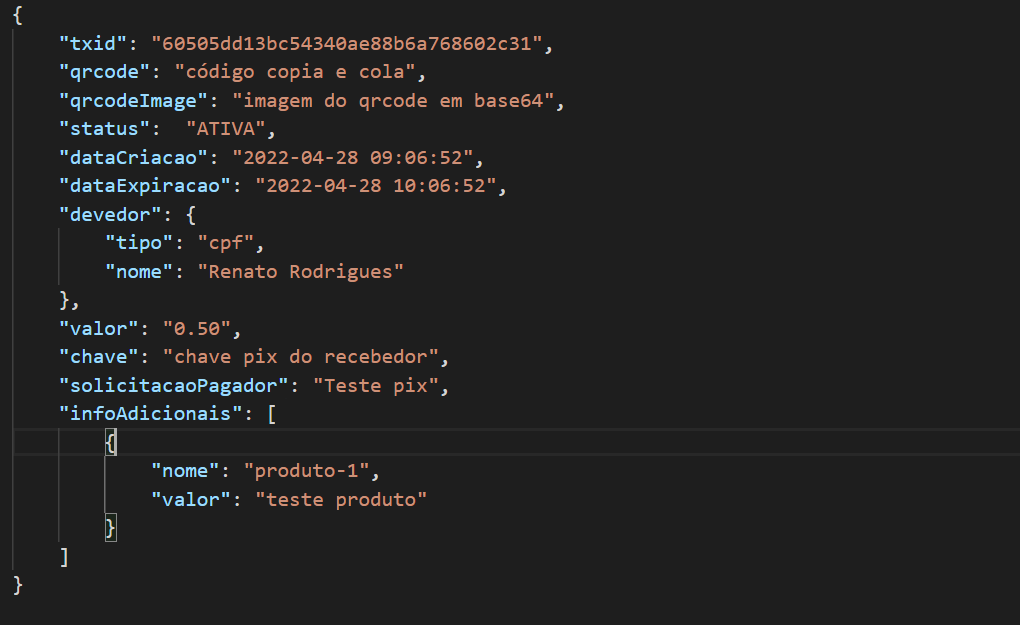 {
    "txid": "60505dd13bc54340ae88b6a768602c31",
    "qrcode": "código copia e cola",
    "qrcodeImage": "imagem do qrcode em base64",
    "status":  "ATIVA",
    "dataCriacao": "2022-04-28 09:06:52",
    "dataExpiracao": "2022-04-28 10:06:52",
    "devedor": {
        "tipo": "cpf",
        "nome": "Renato Rodrigues"
    },
    "valor": "0.50",
    "chave": "chave pix do recebedor",
    "solicitacaoPagador": "Teste pix",
    "infoAdicionais": [
        {
            "nome": "produto-1",
            "valor": "teste produto"
        }
    ]
}